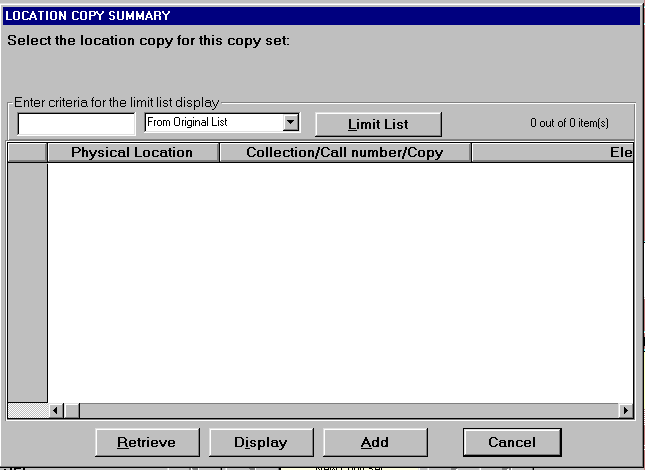 LOCATION COPY SUMMARY
Select the location copy for this copy set:
Enter criteria for the limit list display
From Original List
Limit List
0 out of 0 item(s)
Physical Location Collection/Call number/Copy Ele
Retrieve Display Add Cancel